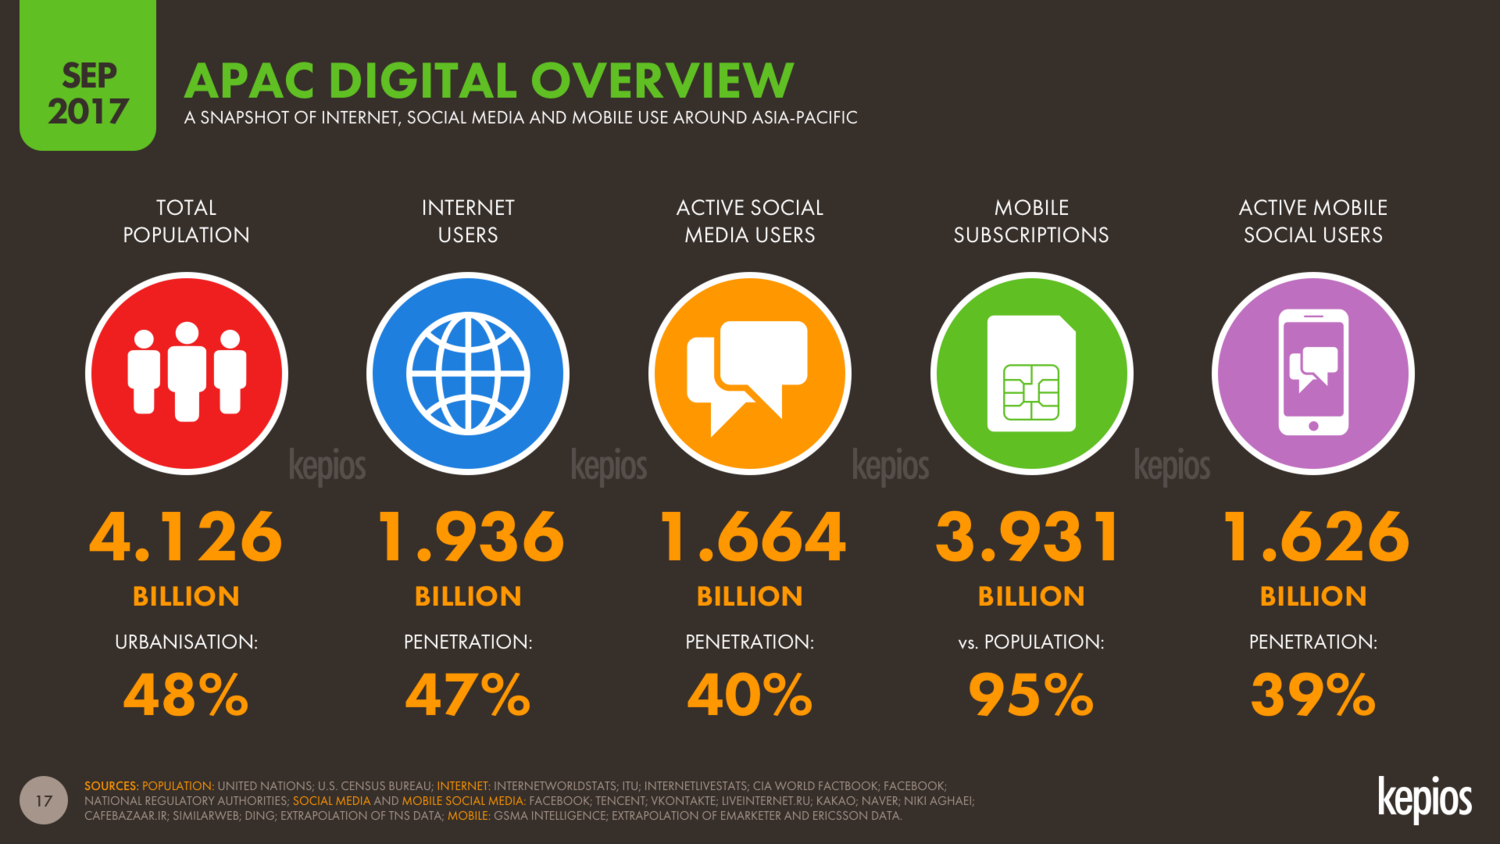 SEP
2017
APAC DIGITAL OVERVIEW
A SNAPSHOT OF INTERNET, SOCIAL MEDIA AND MOBILE USE AROUND ASIA-PACIFIC
TOTAL
POPULATION
INTERNET
USERS
ACTIVE SOCIAL
MEDIA USERS
MOBILE
SUBSCRIPTIONS
ACTIVE MOBILE
SOCIAL USERS
kepios
kepios
kepios
kepios
4.126
BILLION
URBANISATION:
48%
1.936
BILLION
PENETRATION:
47%
1.664
BILLION
PENETRATION:
40%
3.931
BILLION
vs. POPULATION:
95%
1.626
BILLION
PENETRATION:
39%
17
SOURCES: POPULATION: UNITED NATIONS; U.S. CENSUS BUREAU; INTERNET: INTERNETWORLDSTATS; ITU; INTERNETLIVESTATS; CIA WORLD FACTBOOK; FACEBOOK;
NATIONAL REGULATORY AUTHORITIES; SOCIAL MEDIA AND MOBILE SOCIAL MEDIA: FACEBOOK; TENCENT; VKONTAKTE; LIVEINTERNET.RU; KAKAO; NAVER; NIKI AGHAEI;
CAFEBAZAAR.IR; SIMILARWEB; DING; EXTRAPOLATION OF TNS DATA; MOBILE: GSMA INTELLIGENCE; EXTRAPOLATION OF EMARKETER AND ERICSSON DATA.
kepios